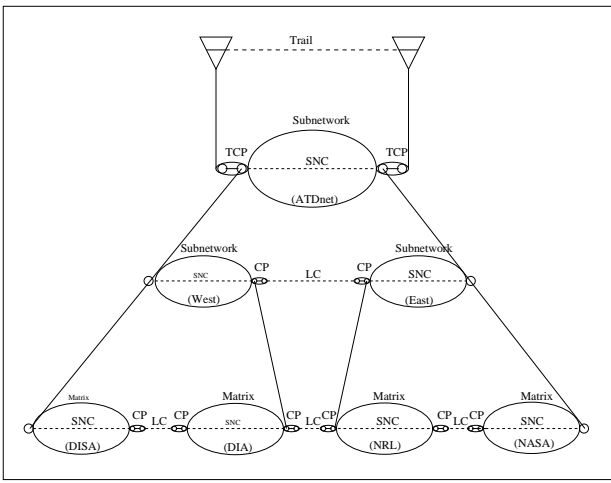 Trail
Subnetwork
TCP SNC TCP
(ATDnet)
Subnetwork Subnetwork
SNC CP LC CP SNC
(West) (East)
Matrix Matrix Matrix Matrix
SNC CP LC CP SNC CP LC CP SNC CP LC CP SNC
(DISA) (DIA) (NRL) (NASA)